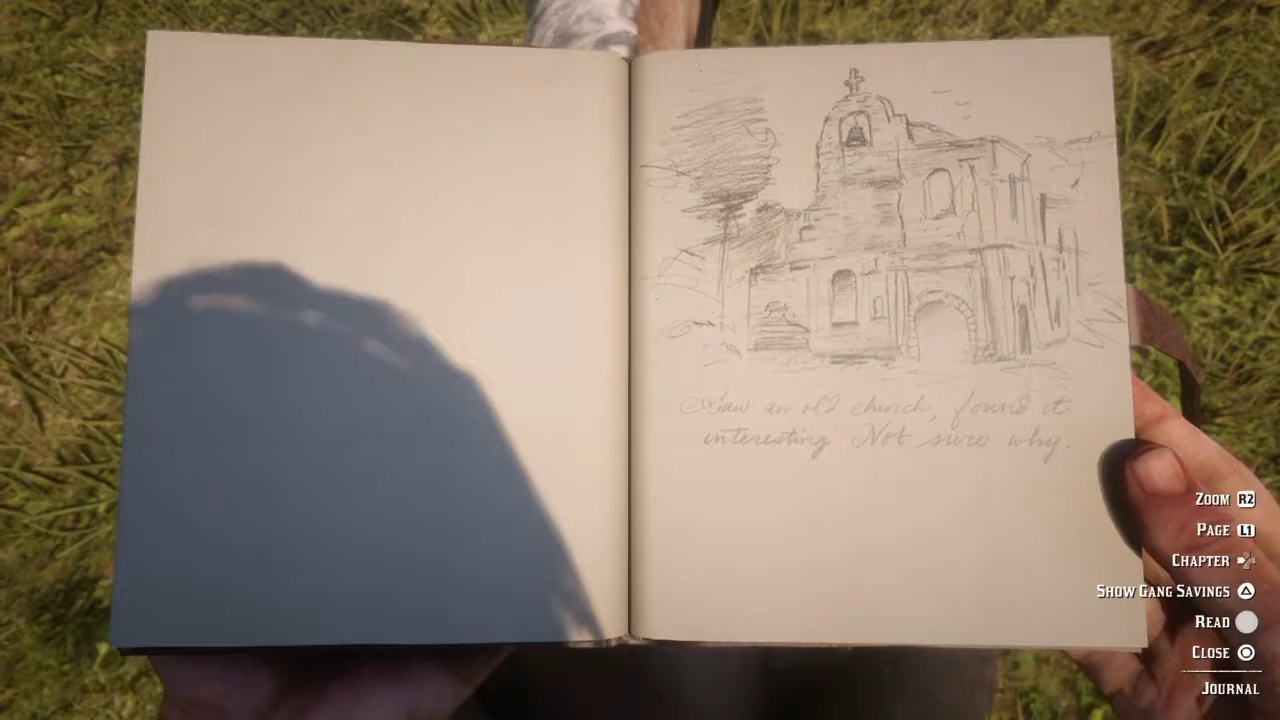 Saw an old church, found it
interesting Not sure why.
ZOOM R2
PAGE L1
CHAPTER
SHOW GANG SAVINGS
READ
CLOSE
JOURNAL